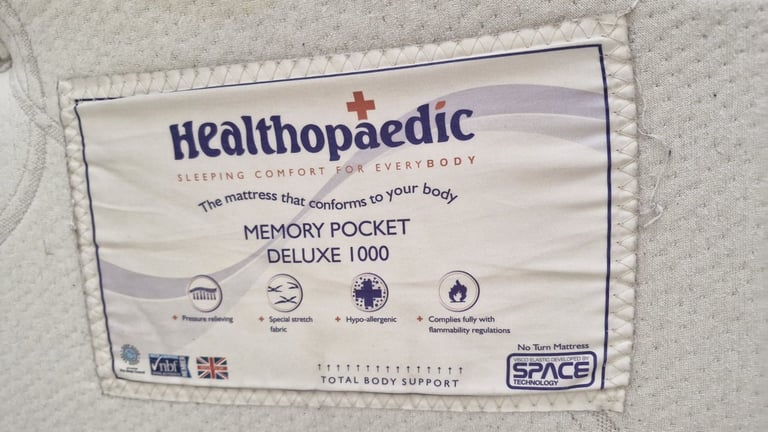 Healthopaedic
SLEEPING COMFORT FOR EVERYBODY
The mattress that conforms to your body
MEMORY POCKET
DELUXE 1000
+ Pressure relieving
+ Special stretch
fabric
+ Hypo-allergenic
+ Complies fully with
flammability regulations
nbf
TOTAL BODY SUPPORT
No Turn Mattress
VISCO ELASTIC DEVELOPED BY
SPACE
TECHNOLOGY